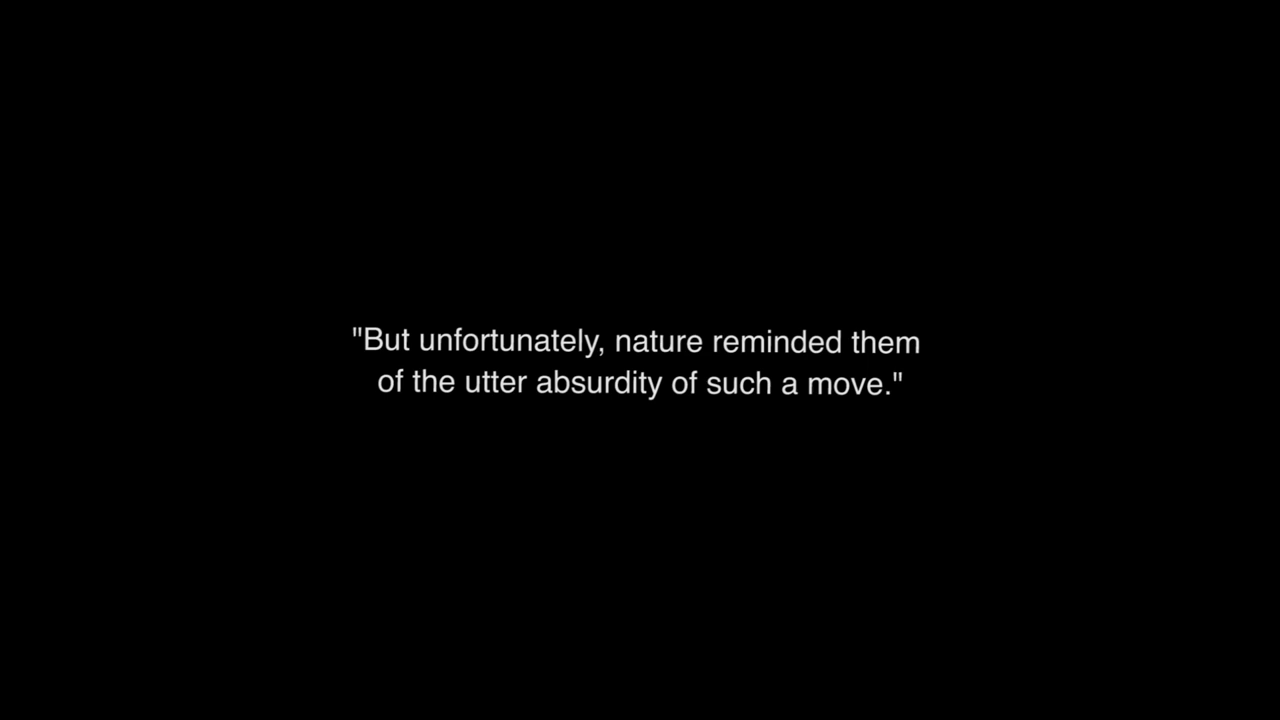 "But unfortunately, nature reminded them
of the utter absurdity of such a move."